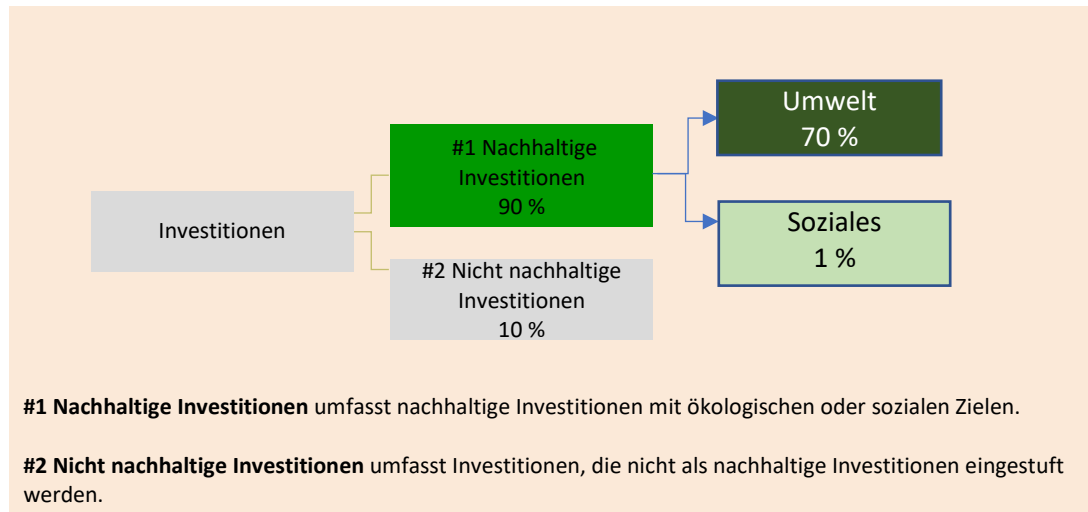 Umwelt
70 %
#1 Nachhaltige
Investitionen
90 %
Investitionen
Soziales
1 %
#2 Nicht nachhaltige
Investitionen
10 %
#1 Nachhaltige Investitionen umfasst nachhaltige Investitionen mit ökologischen oder sozialen Zielen.
#2 Nicht nachhaltige Investitionen umfasst Investitionen, die nicht als nachhaltige Investitionen eingestuft
werden.